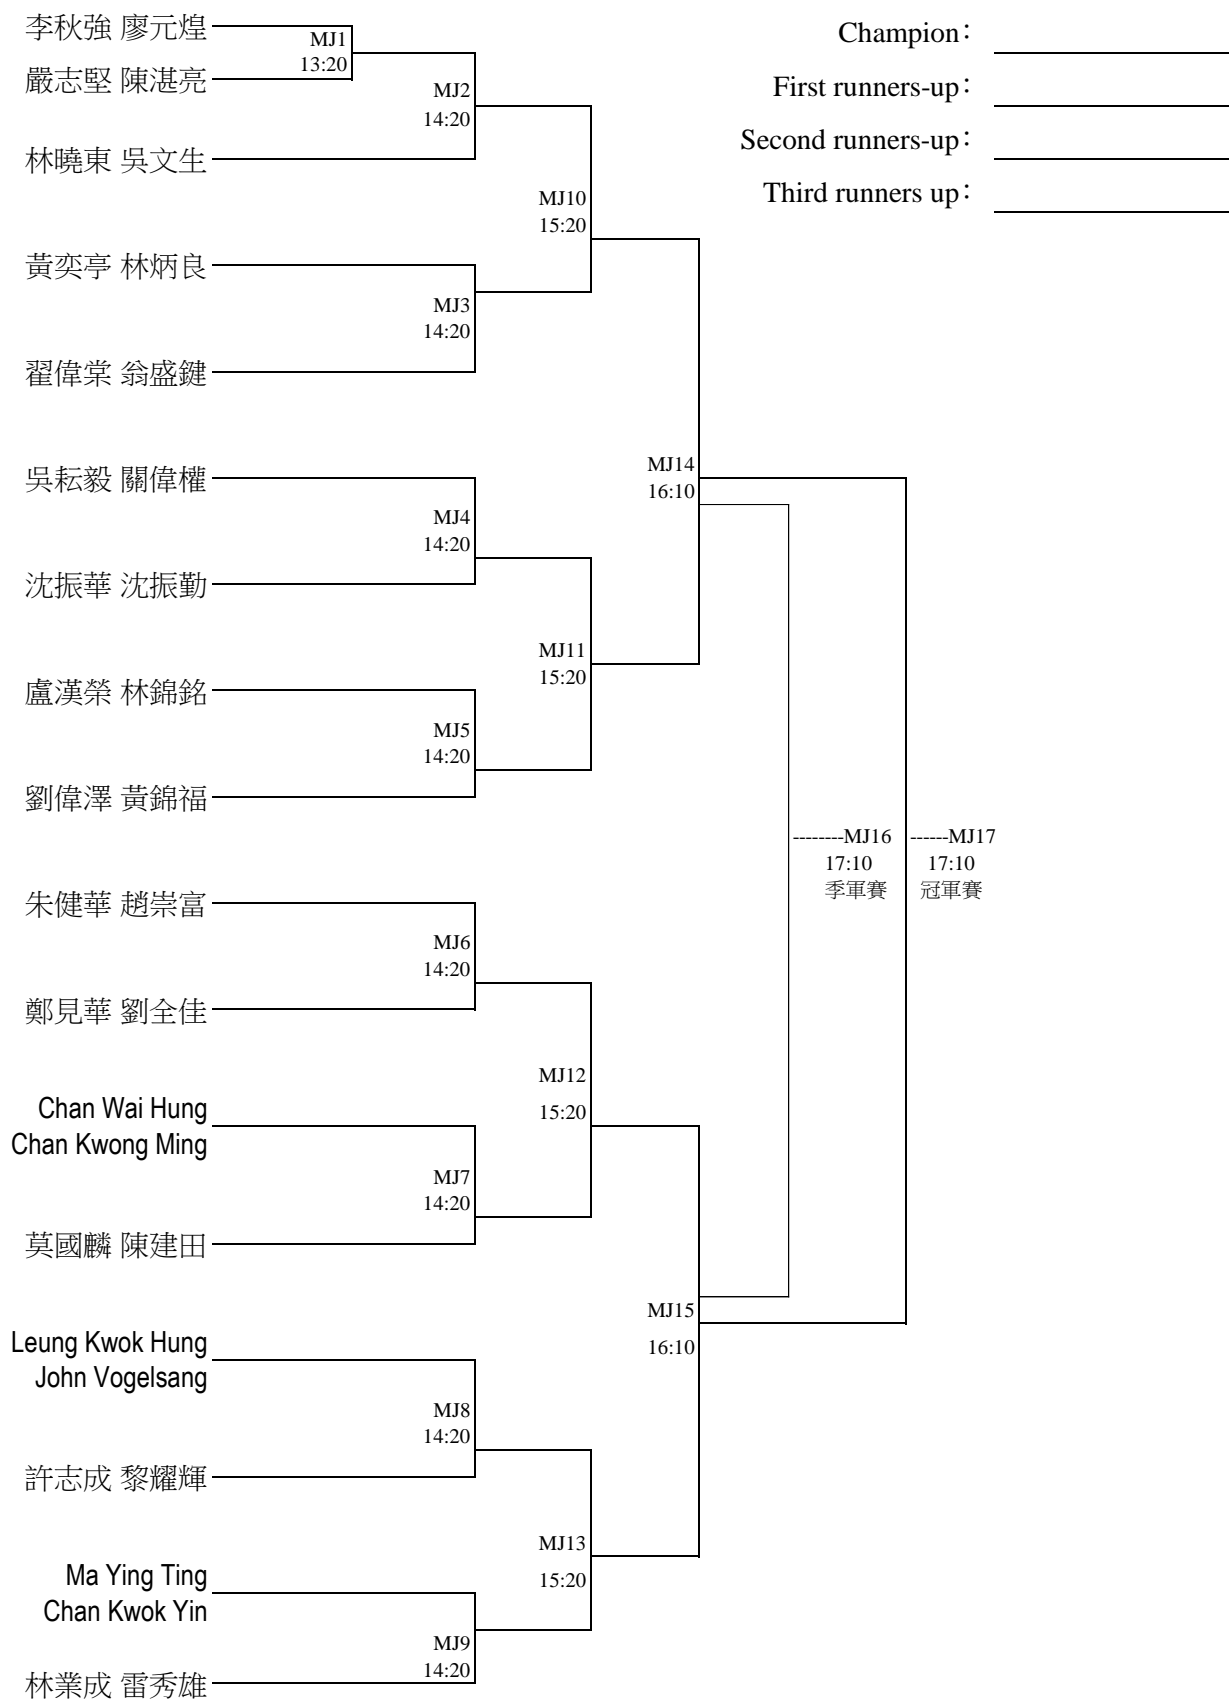 李秋強 廖元煌
MJ1
13:20
嚴志堅 陳湛亮
MJ2
14:20
林曉東 吳文生
MJ10
15:20
黃奕亭 林炳良
MJ3
14:20
翟偉棠 翁盛鍵
Champion：
First runners-up：
Second runners-up：
Third runners up：
吳耘毅 關偉權
MJ14
16:10
MJ4
14:20
沈振華 沈振勤
MJ11
15:20
盧漢榮 林錦銘
MJ5
14:20
劉偉澤 黃錦福
--------MJ16
17:10
季軍賽
------MJ17
17:10
冠軍賽
朱健華 趙崇富
MJ6
14:20
鄭見華 劉全佳
MJ12
15:20
Chan Wai Hung
Chan Kwong Ming
MJ7
14:20
莫國麟 陳建田
MJ15
16:10
Leung Kwok Hung
John Vogelsang
MJ8
14:20
許志成 黎耀輝
MJ13
15:20
Ma Ying Ting
Chan Kwok Yin
MJ9
14:20
林業成 雷秀雄